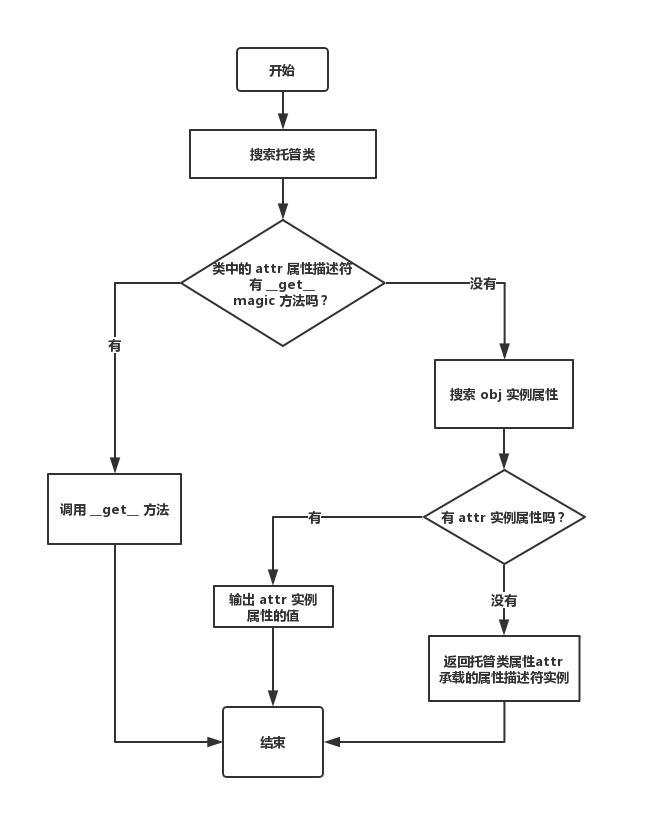 开始
搜索托管类
类中的 attr 属性描述符
有 __get__
magic 方法吗？
没有
有
搜索 obj 实例属性
调用 __get__ 方法
有 attr 实例属性吗？
有
输出 attr 实例
属性的值
没有
返回托管类属性attr
承载的属性描述符实例
结束